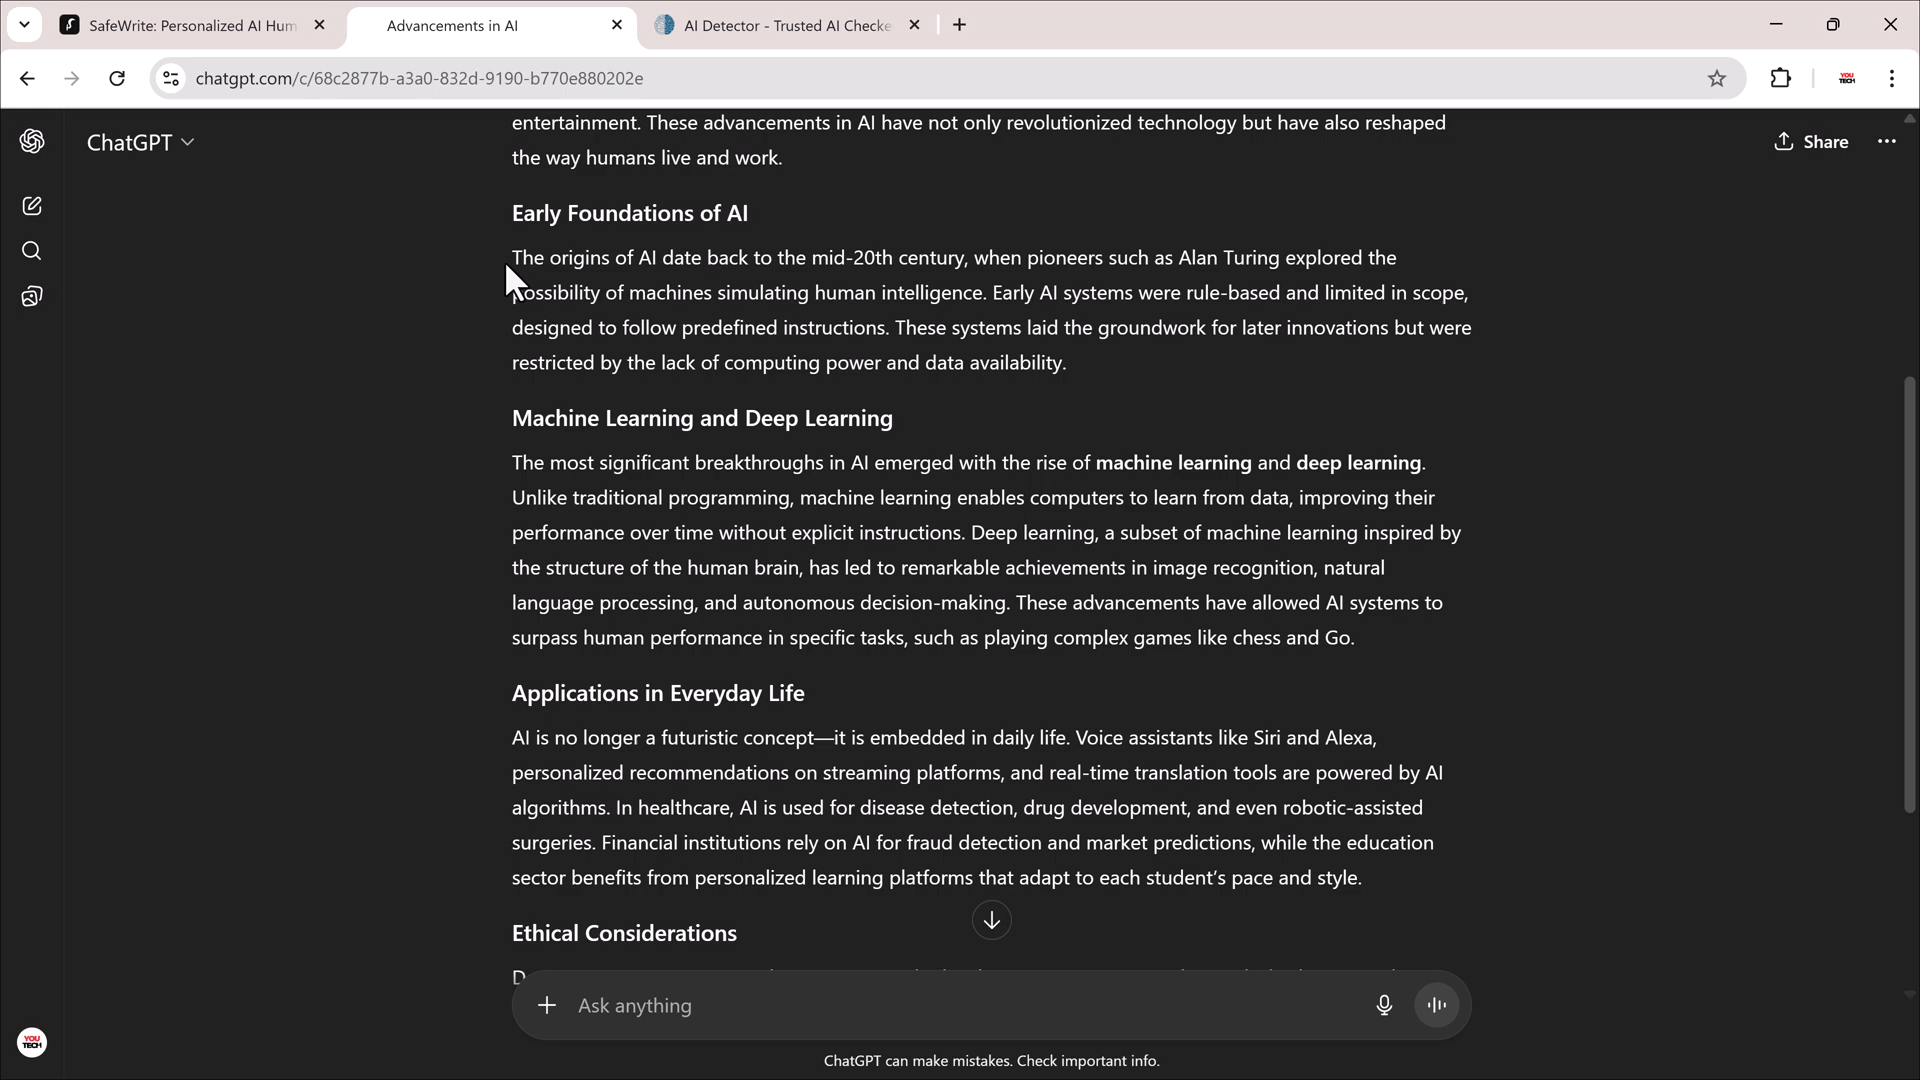 SafeWrite: Personalized AI Hum
Advancements in AI
AI Detector - Trusted AI Checke
chatgpt.com/c/68c2877b-a3a0-832d-9190-b770e880202e
YOU
TECH
ChatGPT
Share
entertainment. These advancements in AI have not only revolutionized technology but have also reshaped
the way humans live and work.
Early Foundations of AI
The origins of AI date back to the mid-20th century, when pioneers such as Alan Turing explored the
possibility of machines simulating human intelligence. Early AI systems were rule-based and limited in scope,
designed to follow predefined instructions. These systems laid the groundwork for later innovations but were
restricted by the lack of computing power and data availability.
Machine Learning and Deep Learning
The most significant breakthroughs in AI emerged with the rise of machine learning and deep learning.
Unlike traditional programming, machine learning enables computers to learn from data, improving their
performance over time without explicit instructions. Deep learning, a subset of machine learning inspired by
the structure of the human brain, has led to remarkable achievements in image recognition, natural
language processing, and autonomous decision-making. These advancements have allowed AI systems to
surpass human performance in specific tasks, such as playing complex games like chess and Go.
Applications in Everyday Life
AI is no longer a futuristic concept—it is embedded in daily life. Voice assistants like Siri and Alexa,
personalized recommendations on streaming platforms, and real-time translation tools are powered by AI
algorithms. In healthcare, AI is used for disease detection, drug development, and even robotic-assisted
surgeries. Financial institutions rely on AI for fraud detection and market predictions, while the education
sector benefits from personalized learning platforms that adapt to each student’s pace and style.
Ethical Considerations
Ask anything
YOU
TECH
ChatGPT can make mistakes. Check important info.